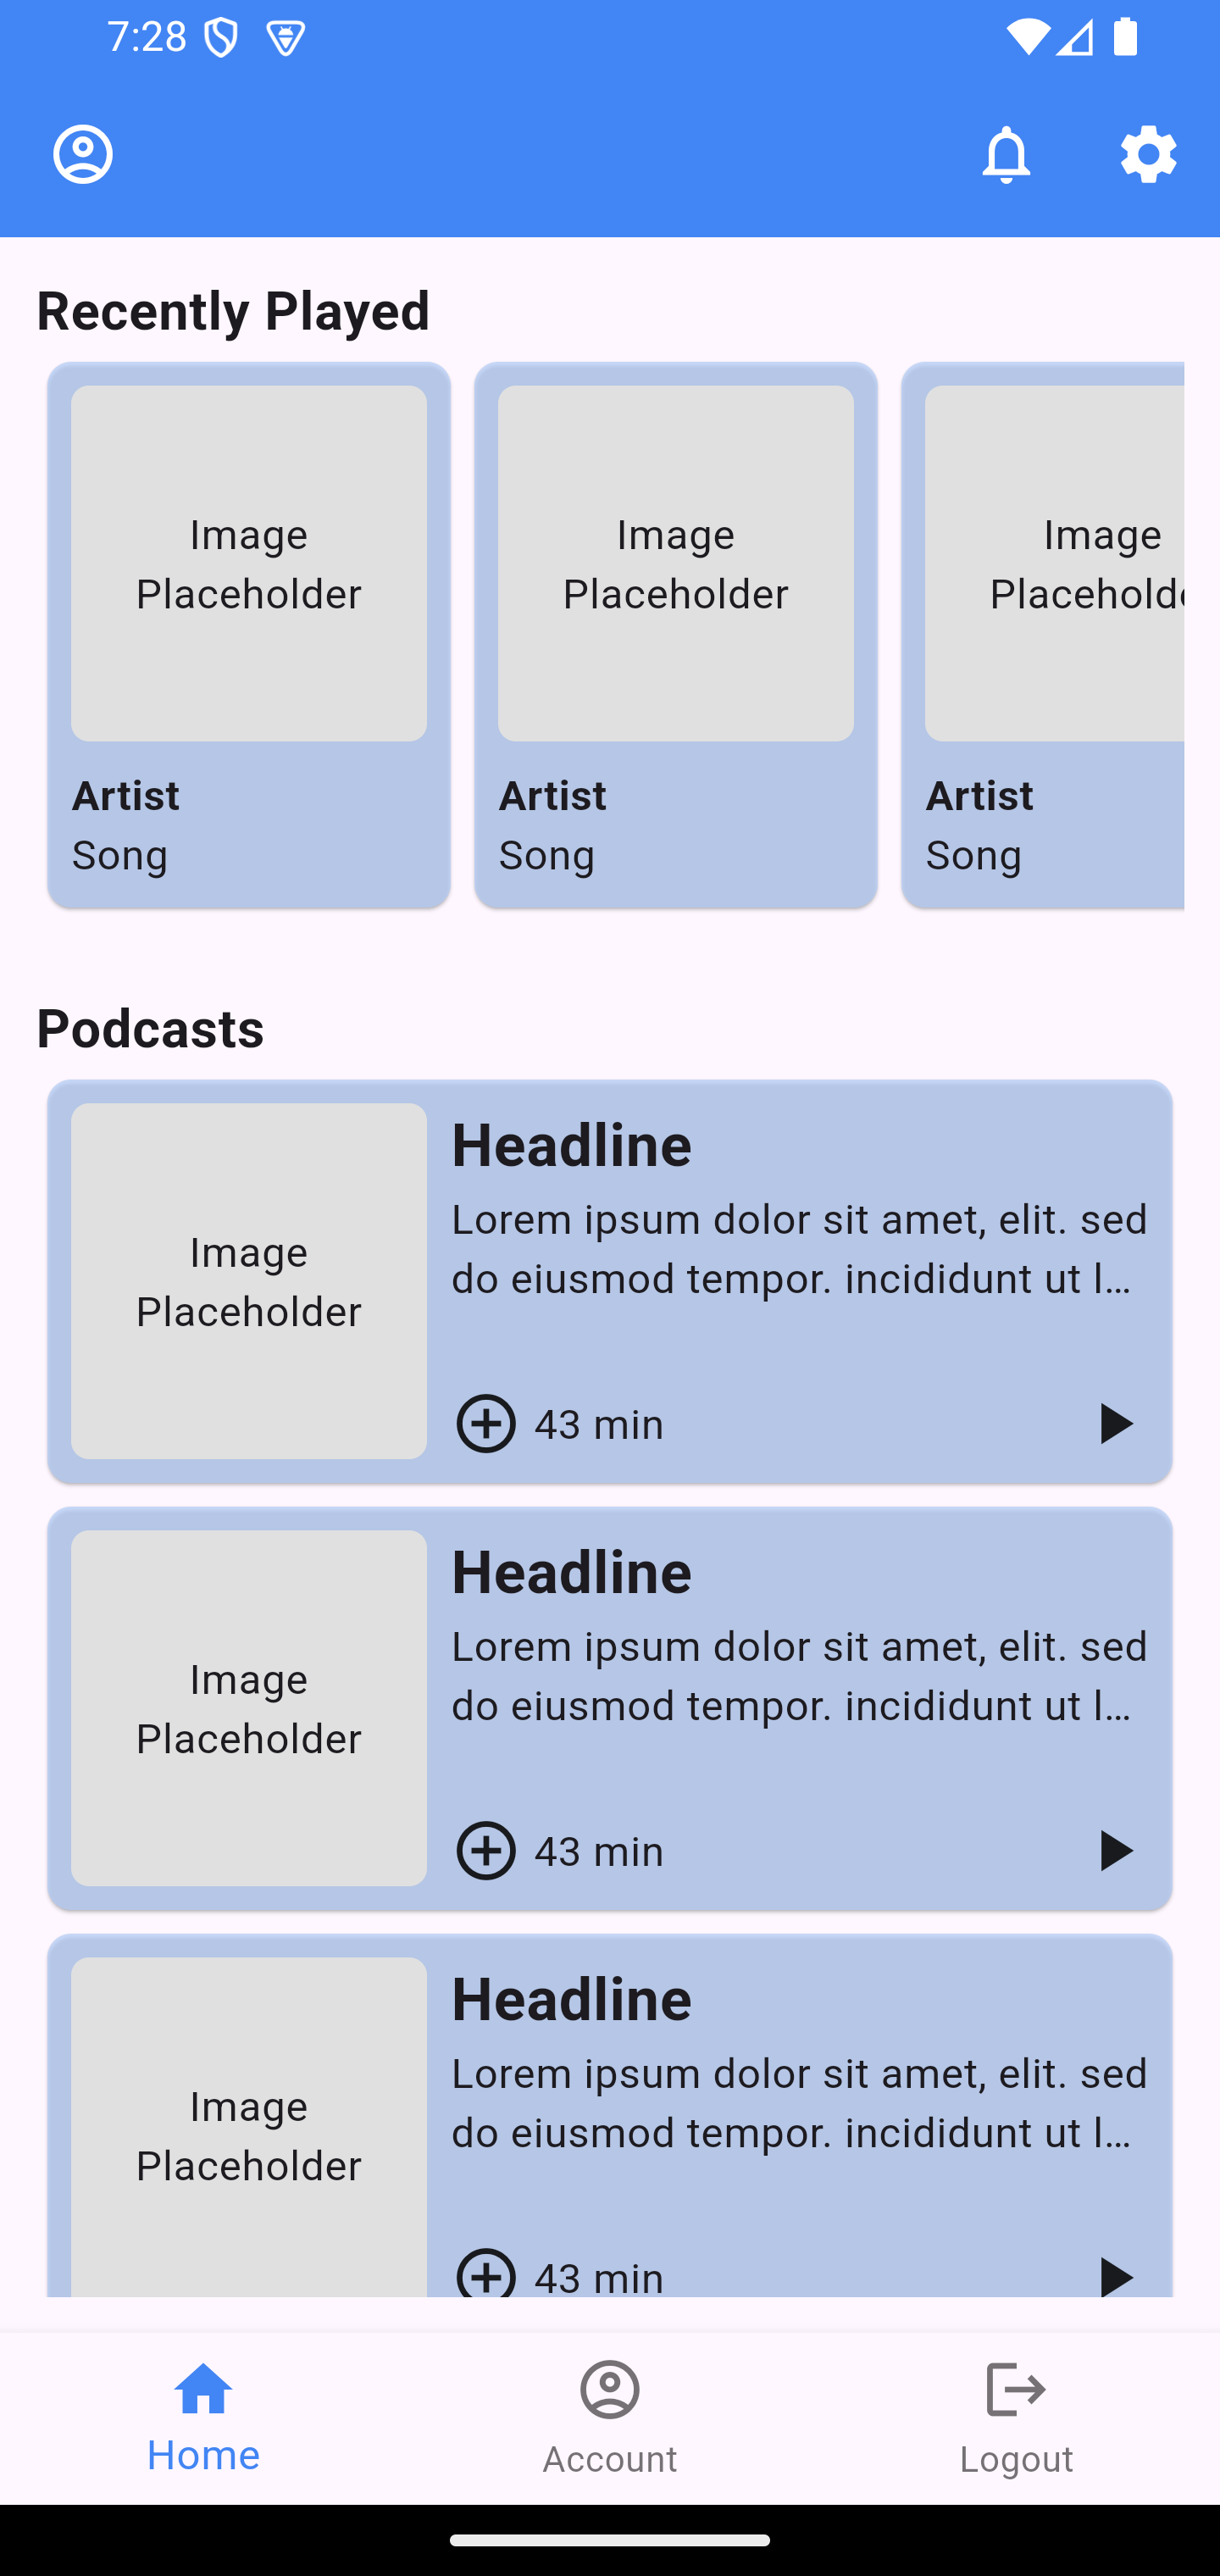 7:28
Recently Played
Image
Placeholder
Artist
Song
Image
Placeholder
Artist
Song
Image
Placeholde
Artist
Song
Podcasts
Image
Placeholder
Headline
Lorem ipsum dolor sit amet, elit. sed
do eiusmod tempor. incididunt ut l...
43 min
Image
Placeholder
Headline
Lorem ipsum dolor sit amet, elit. sed
do eiusmod tempor. incididunt ut l...
43 min
Image
Placeholder
Headline
Lorem ipsum dolor sit amet, elit. sed
do eiusmod tempor. incididunt ut l...
43 min
Home
Account
Logout